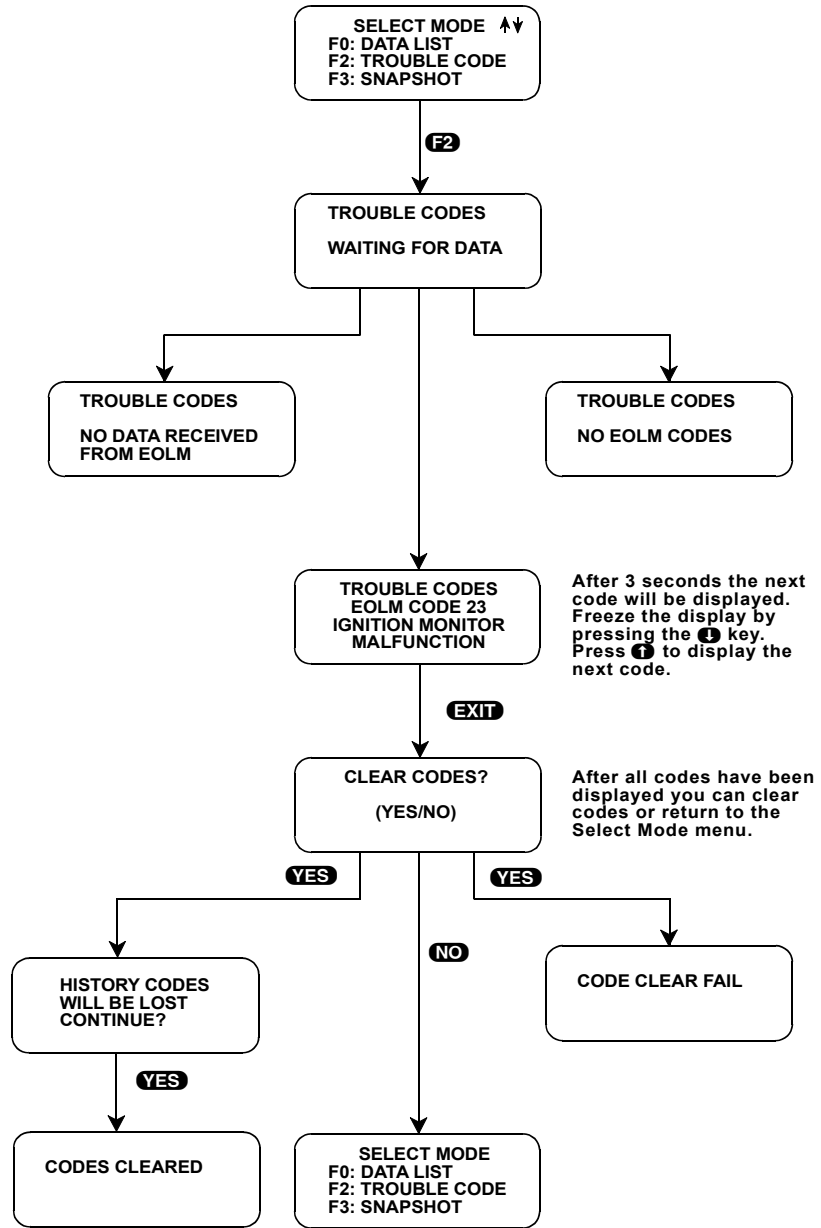 SELECT MODE
F0: DATA LIST
F2: TROUBLE CODE
F3: SNAPSHOT
F2
TROUBLE CODES
WAITING FOR DATA
TROUBLE CODES
NO DATA RECEIVED
FROM EOLM
TROUBLE CODES
NO EOLM CODES
TROUBLE CODES
EOLM CODE 23
IGNITION MONITOR
MALFUNCTION
After 3 seconds the next
code will be displayed.
Freeze the display by
pressing the ⬇ key.
Press ⬆ to display the
next code.
EXIT
CLEAR CODES?
(YES/NO)
After all codes have been
displayed you can clear
codes or return to the
Select Mode menu.
YES
YES
NO
HISTORY CODES
WILL BE LOST
CONTINUE?
CODE CLEAR FAIL
YES
CODES CLEARED
SELECT MODE
F0: DATA LIST
F2: TROUBLE CODE
F3: SNAPSHOT